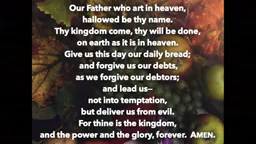 Our Father who art in heaven,
hallowed be thy name.
Thy kingdom come, thy will be done,
on earth as it is in heaven.
Give us this day our daily bread;
and forgive us our debts,
as we forgive our debtors;
and lead us—
not into temptation,
but deliver us from evil.
For thine is the kingdom,
and the power and the glory, forever. AMEN.